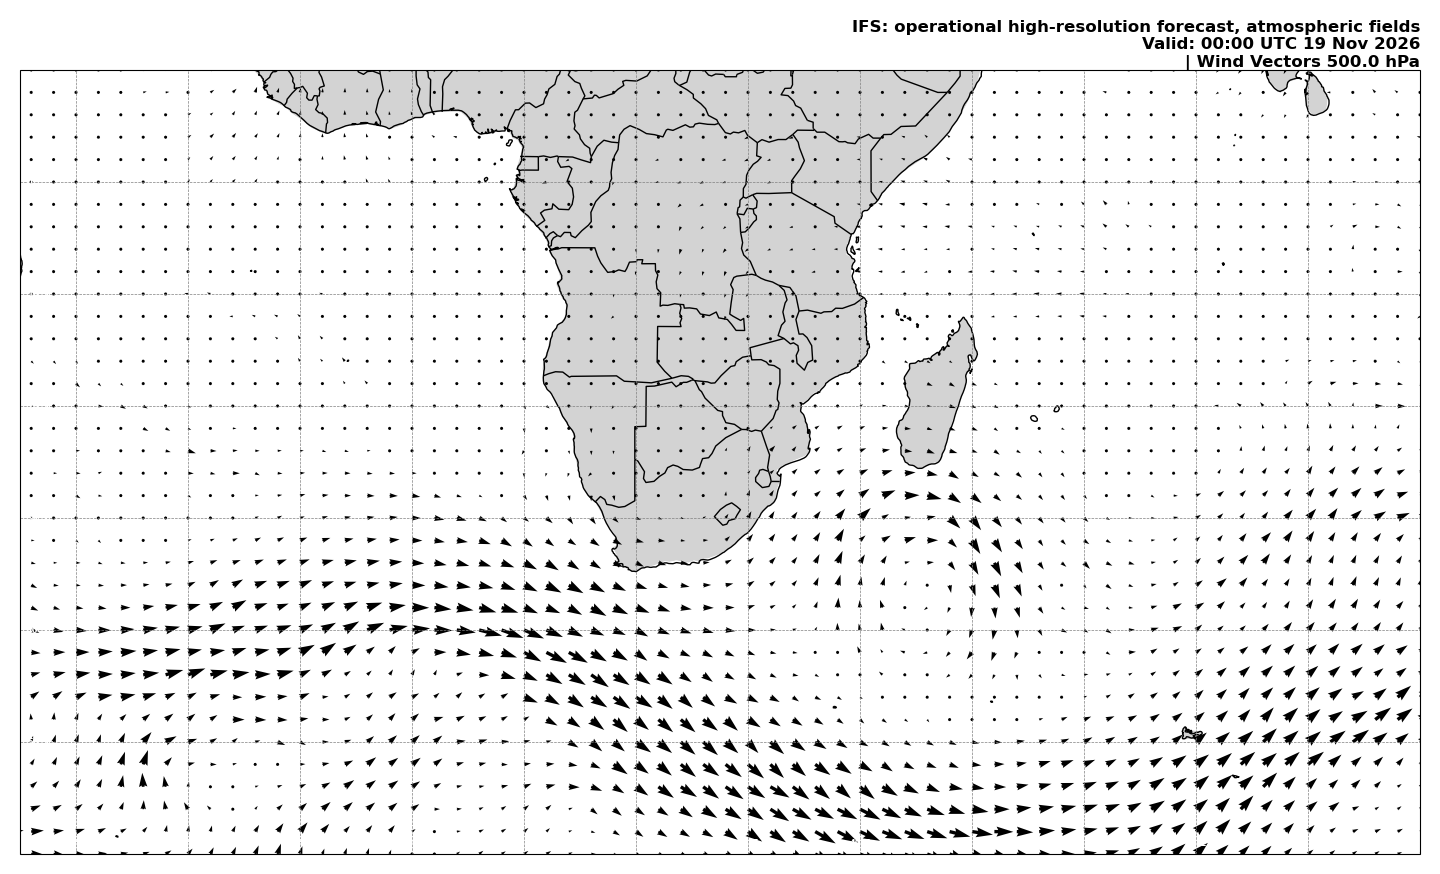 IFS: operational high-resolution forecast, atmospheric fields
Valid: 00:00 UTC 19 Nov 2026
| Wind Vectors 500.0 hPa